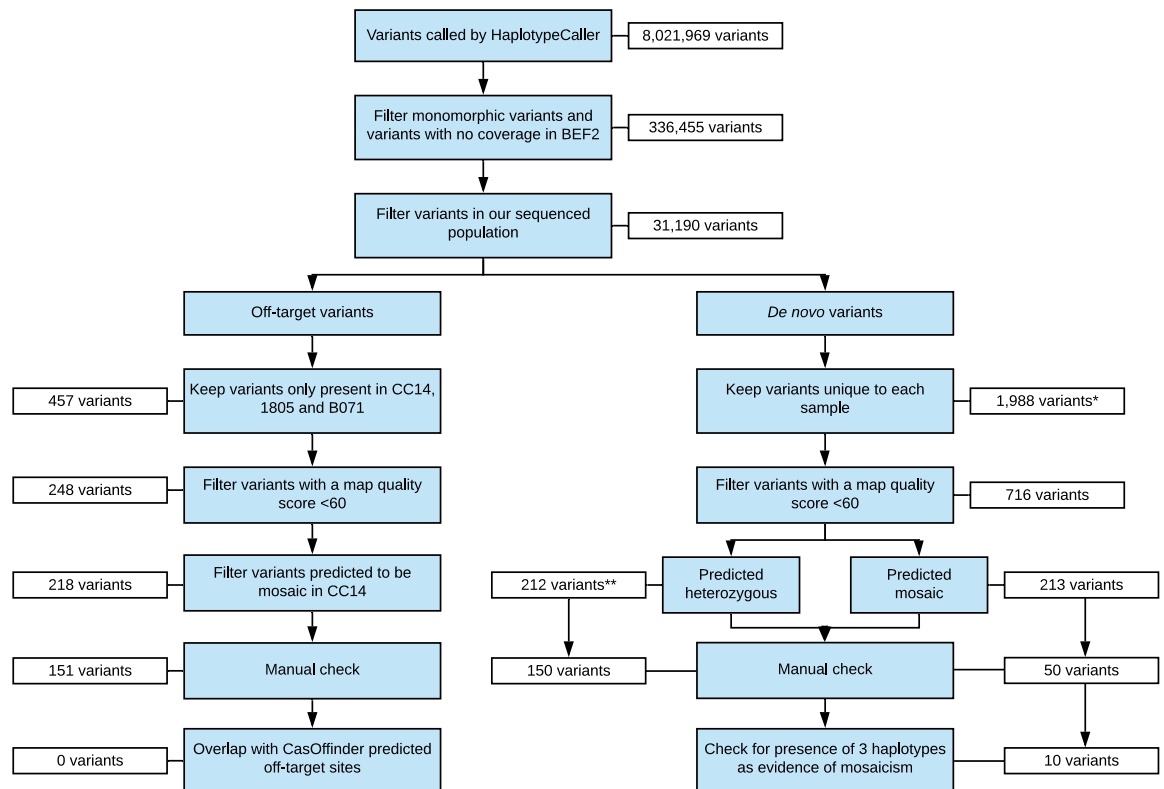 Variants called by HaplotypeCaller
8,021,969 variants
Filter monomorphic variants and
variants with no coverage in BEF2
336,455 variants
Filter variants in our sequenced
population
31,190 variants
Off-target variants
De novo variants
457 variants
Keep variants only present in CC14,
1805 and B071
Keep variants unique to each
sample
1,988 variants*
248 variants
Filter variants with a map quality
score <60
Filter variants with a map quality
score <60
716 variants
218 variants
Filter variants predicted to be
mosaic in CC14
212 variants**
Predicted
heterozygous
Predicted
mosaic
213 variants
151 variants
Manual check
150 variants
Manual check
50 variants
0 variants
Overlap with CasOffinder predicted
off-target sites
Check for presence of 3 haplotypes
as evidence of mosaicism
10 variants